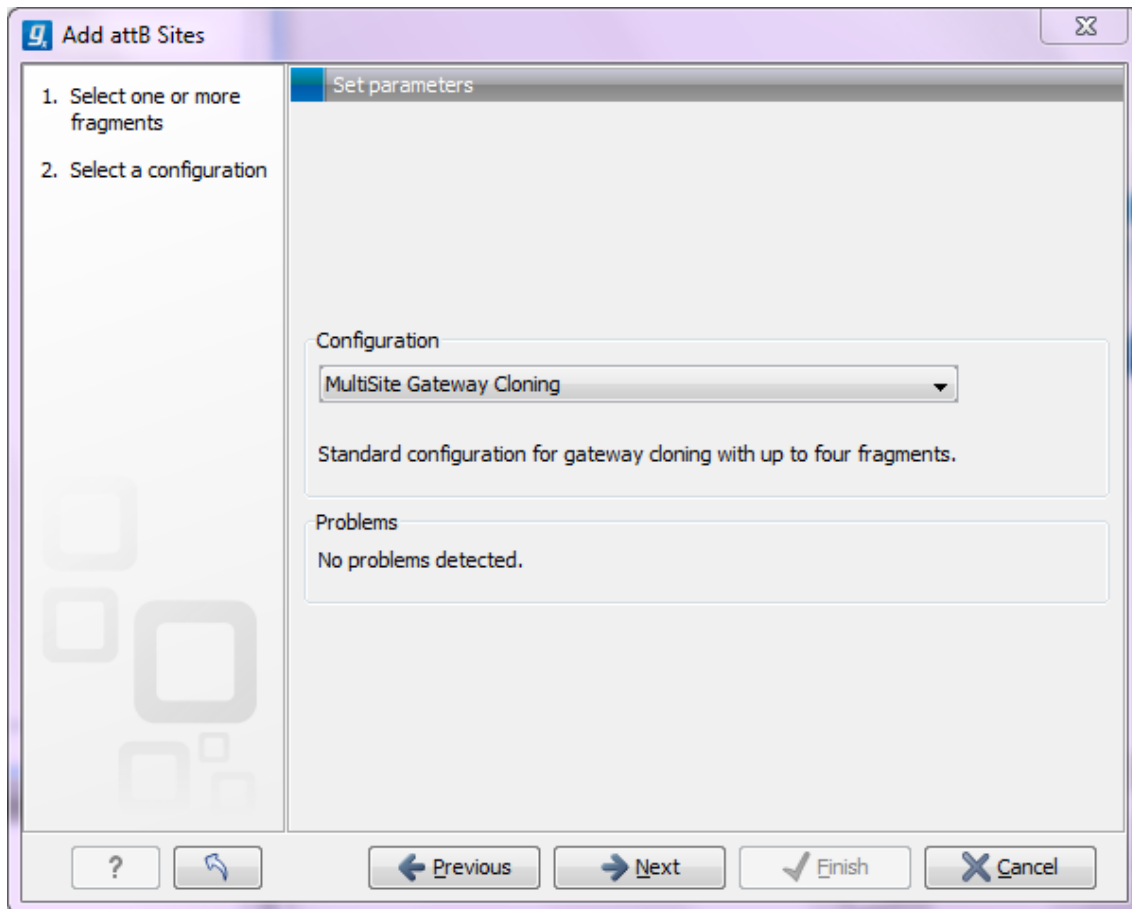 Add attB Sites
1. Select one or more
fragments
2. Select a configuration
Set parameters
Configuration
MultiSite Gateway Cloning
Standard configuration for gateway cloning with up to four fragments.
Problems
No problems detected.
?
Previous
Next
Finish
Cancel